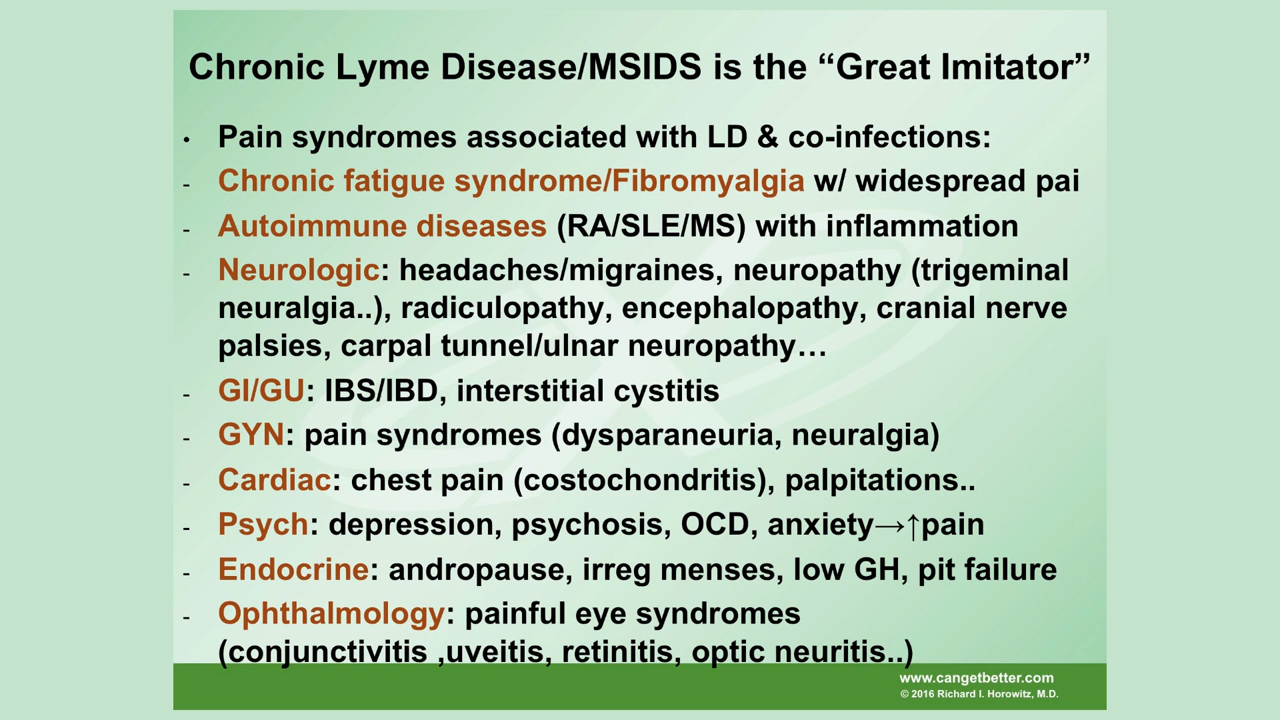 Chronic Lyme Disease/MSIDS is the “Great Imitator”
• Pain syndromes associated with LD & co-infections:
- Chronic fatigue syndrome/Fibromyalgia w/ widespread pai
- Autoimmune diseases (RA/SLE/MS) with inflammation
- Neurologic: headaches/migraines, neuropathy (trigeminal
neuralgia..), radiculopathy, encephalopathy, cranial nerve
palsies, carpal tunnel/ulnar neuropathy…
- GI/GU: IBS/IBD, interstitial cystitis
- GYN: pain syndromes (dysparaneuria, neuralgia)
- Cardiac: chest pain (costochondritis), palpitations..
- Psych: depression, psychosis, OCD, anxiety→↑pain
- Endocrine: andropause, irreg menses, low GH, pit failure
- Ophthalmology: painful eye syndromes
(conjunctivitis ,uveitis, retinitis, optic neuritis..)
www.cangetbetter.com
© 2016 Richard I. Horowitz, M.D.